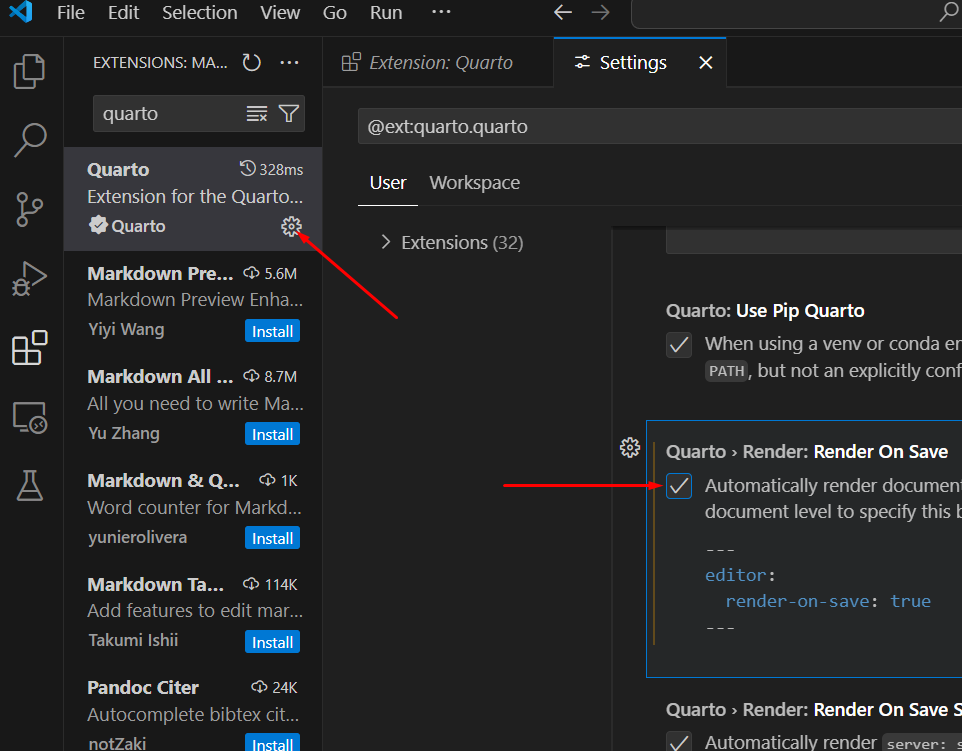 File Edit Selection View Go Run ...
EXTENSIONS: MA... ...
Extension: Quarto
Settings
quarto
@ext:quarto.quarto
Quarto 328ms
Extension for the Quarto...
Quarto
Markdown Pre... 5.6M
Markdown Preview Enha...
Yiyi Wang Install
Markdown All ... 8.7M
All you need to write Ma...
Yu Zhang Install
Markdown & Q... 1K
Word counter for Markd...
yunierolivera Install
Markdown Ta... 114K
Add features to edit mar...
Takumi Ishii Install
Pandoc Citer 24K
Autocomplete bibtex cit...
notZaki Install
User Workspace
Extensions (32)
Quarto: Use Pip Quarto
When using a venv or conda en
PATH, but not an explicitly conf
Quarto › Render: Render On Save
Automatically render document
document level to specify this b
---
editor:
render-on-save: true
---
Quarto › Render: Render On Save S
Automatically render server: s